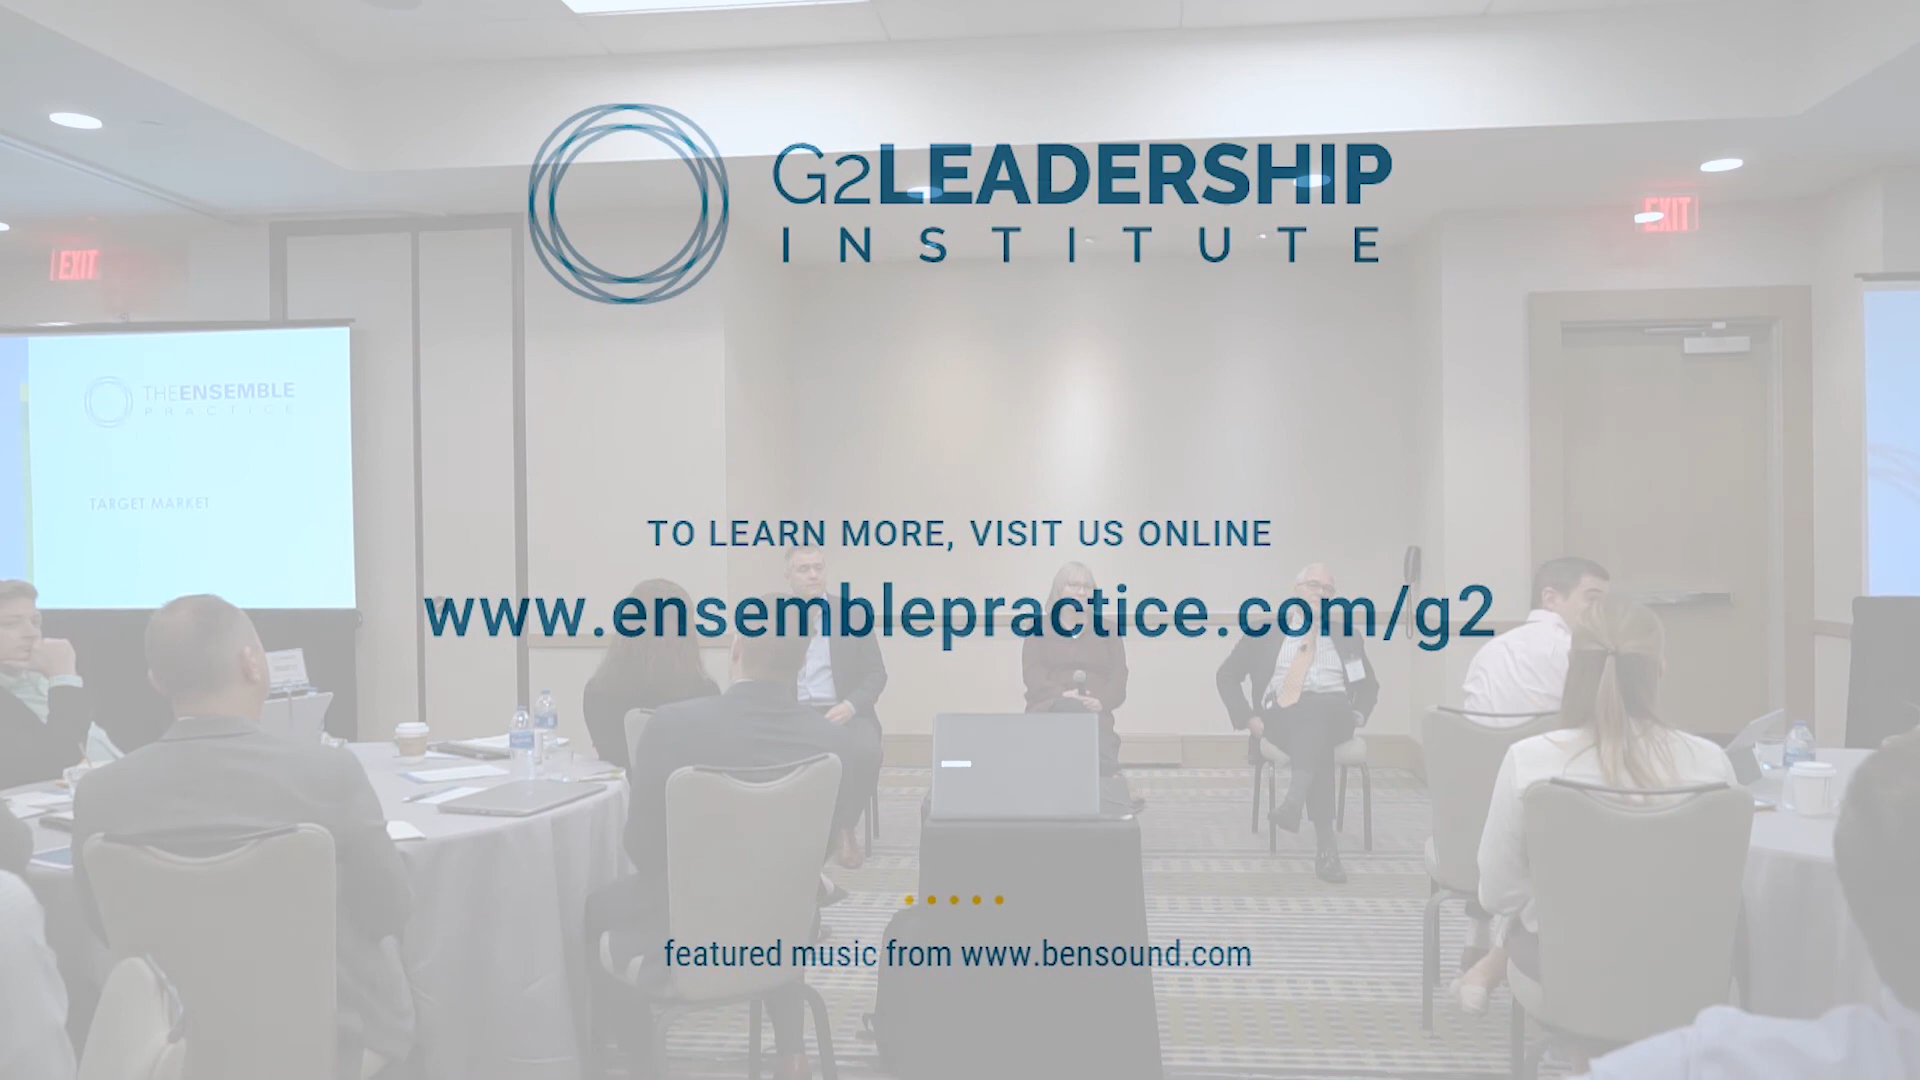 G2LEADERSHIP
INSTITUTE
EXIT
EXIT
THEENSEMBLE
PRACTICE
TARGET MARKET
TO LEARN MORE, VISIT US ONLINE
www.ensemblepractice.com/g2
featured music from www.bensound.com